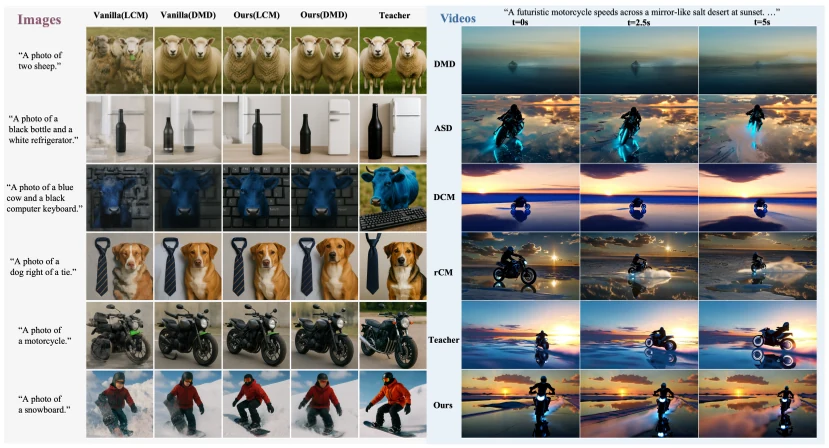 Images
Vanilla(LCM) Vanilla(DMD) Ours(LCM) Ours(DMD) Teacher
“A photo of
two sheep.”
“A photo of a
black bottle and a
white refrigerator.”
“A photo of a blue
cow and a black
computer keyboard.”
“A photo of a
dog right of a tie.”
“A photo of
a motorcycle.”
“A photo of
a snowboard.”
Videos
“A futuristic motorcycle speeds across a mirror-like salt desert at sunset. …”
t=0s t=2.5s t=5s
DMD
ASD
DCM
rCM
Teacher
Ours